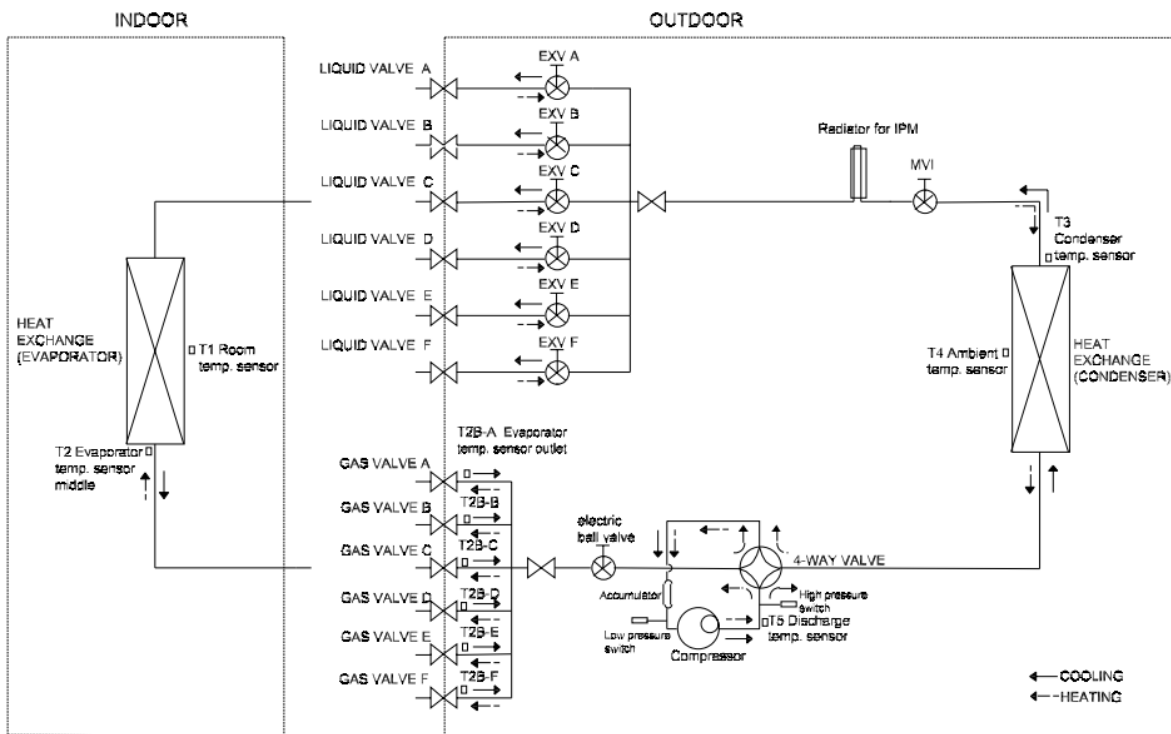 INDOOR
OUTDOOR
LIQUID VALVE A
EXV A
LIQUID VALVE B
EXV B
LIQUID VALVE C
EXV C
LIQUID VALVE D
EXV D
LIQUID VALVE E
EXV E
LIQUID VALVE F
EXV F
Radiator for IPM
MVI
T3
Condenser
temp. sensor
HEAT
EXCHANGE
(EVAPORATOR)
T1 Room
temp. sensor
T4 Ambient
temp. sensor
HEAT
EXCHANGE
(CONDENSER)
T2 Evaporator
temp. sensor
middle
T2B-A Evaporator
temp. sensor outlet
GAS VALVE A
GAS VALVE B
T2B-B
GAS VALVE C
T2B-C
GAS VALVE D
T2B-D
GAS VALVE E
T2B-E
GAS VALVE F
T2B-F
electric
ball valve
4-WAY VALVE
Accumulator
High pressure
switch
Low pressure
switch
T5 Discharge
temp. sensor
Compressor
COOLING
HEATING